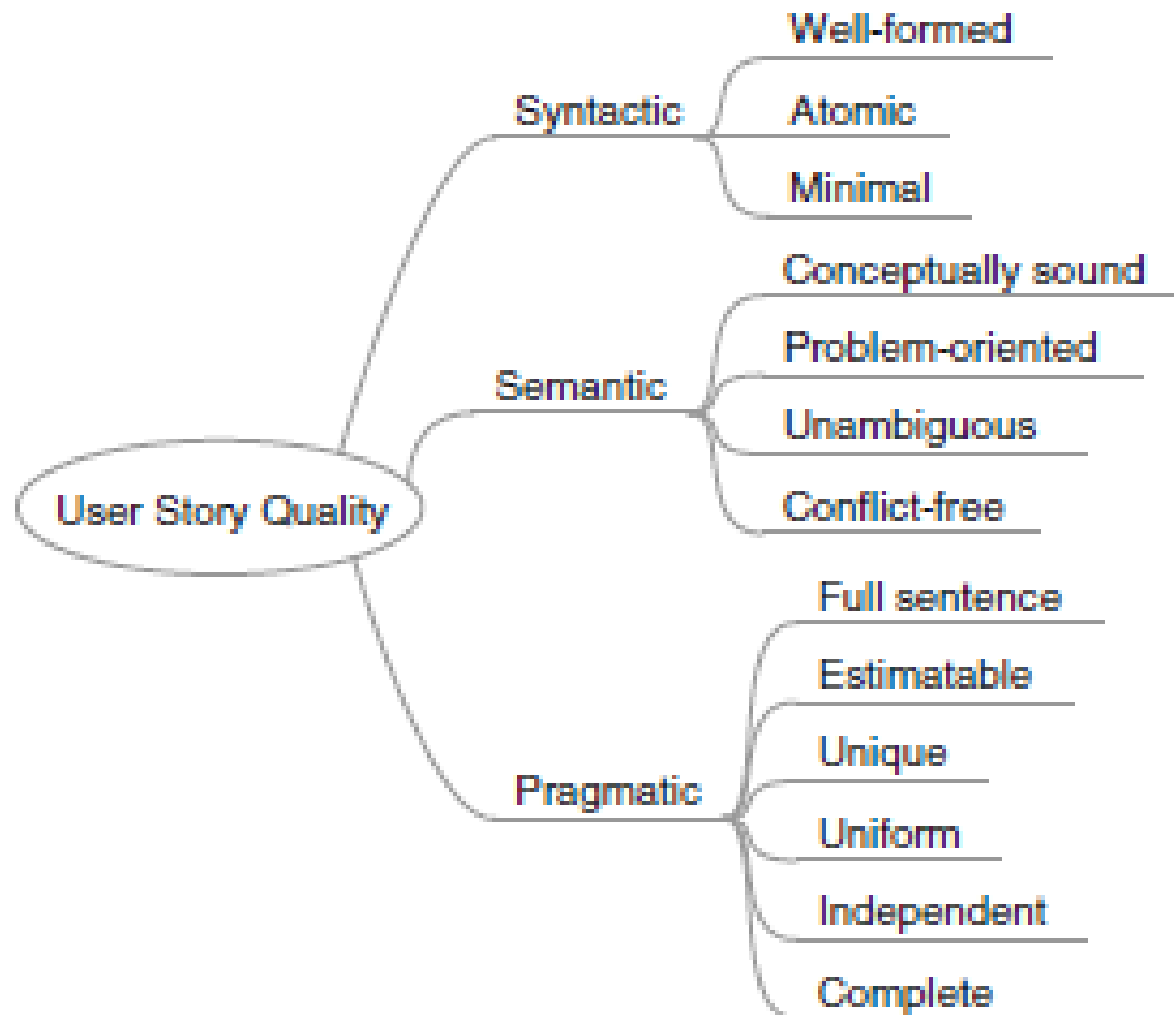 Well-formed
Syntactic
Atomic
Minimal
Conceptually sound
Problem-oriented
Semantic
Unambiguous
Conflict-free
User Story Quality
Full sentence
Estimatable
Unique
Pragmatic
Uniform
Independent
Complete